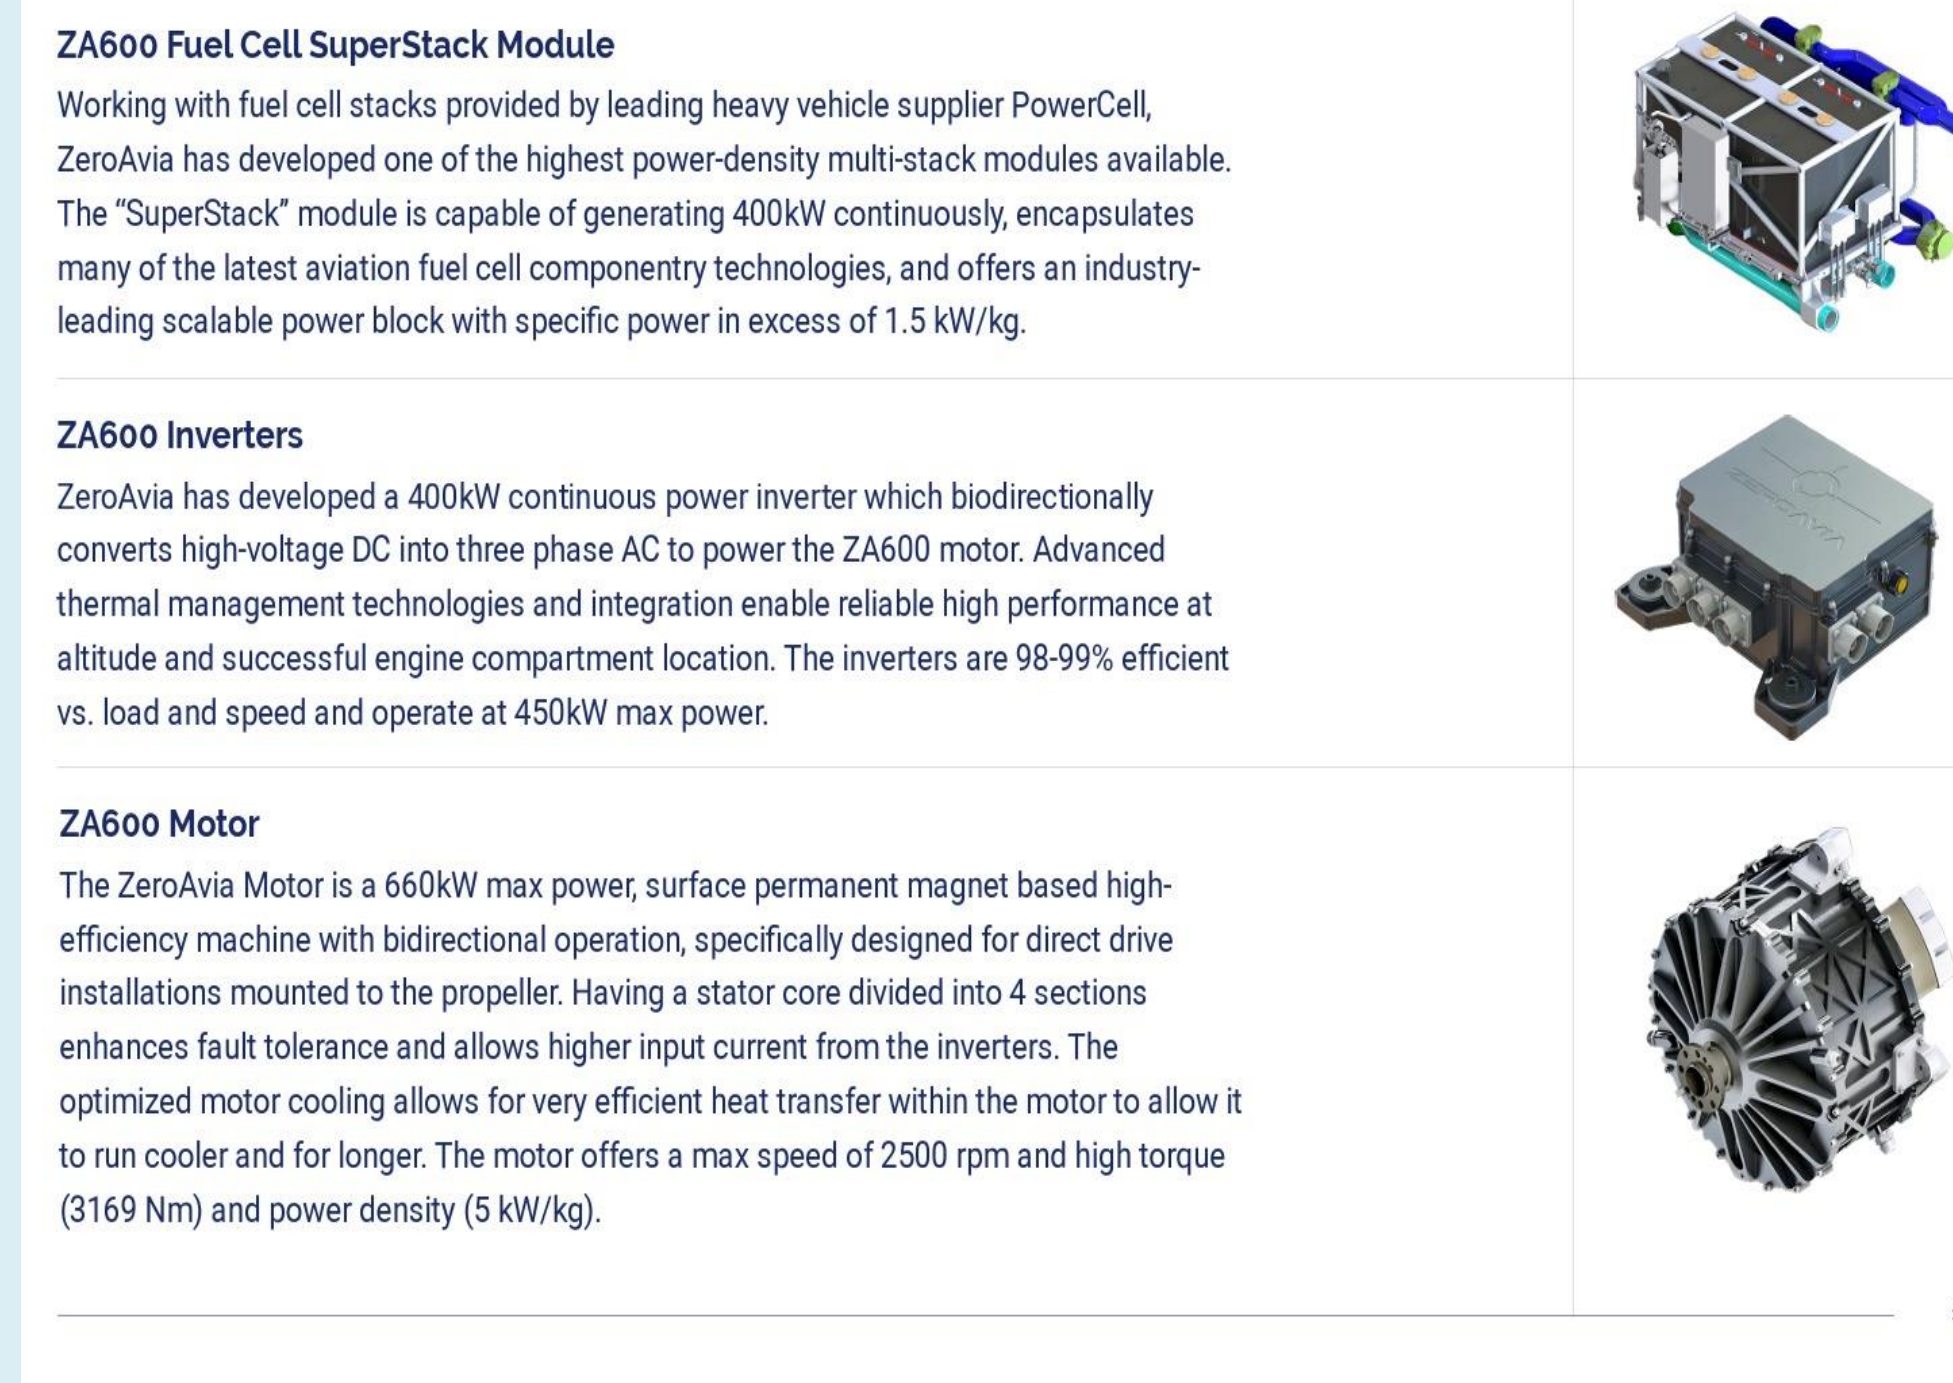 ZA600 Fuel Cell SuperStack Module
Working with fuel cell stacks provided by leading heavy vehicle supplier PowerCell,
ZeroAvia has developed one of the highest power-density multi-stack modules available.
The “SuperStack” module is capable of generating 400kW continuously, encapsulates
many of the latest aviation fuel cell componentry technologies, and offers an industry-
leading scalable power block with specific power in excess of 1.5 kW/kg.
ZA600 Inverters
ZeroAvia has developed a 400kW continuous power inverter which biodirectionally
converts high-voltage DC into three phase AC to power the ZA600 motor. Advanced
thermal management technologies and integration enable reliable high performance at
altitude and successful engine compartment location. The inverters are 98-99% efficient
vs. load and speed and operate at 450kW max power.
ZEROAVIA
ZA600 Motor
The ZeroAvia Motor is a 660kW max power, surface permanent magnet based high-
efficiency machine with bidirectional operation, specifically designed for direct drive
installations mounted to the propeller. Having a stator core divided into 4 sections
enhances fault tolerance and allows higher input current from the inverters. The
optimized motor cooling allows for very efficient heat transfer within the motor to allow it
to run cooler and for longer. The motor offers a max speed of 2500 rpm and high torque
(3169 Nm) and power density (5 kW/kg).